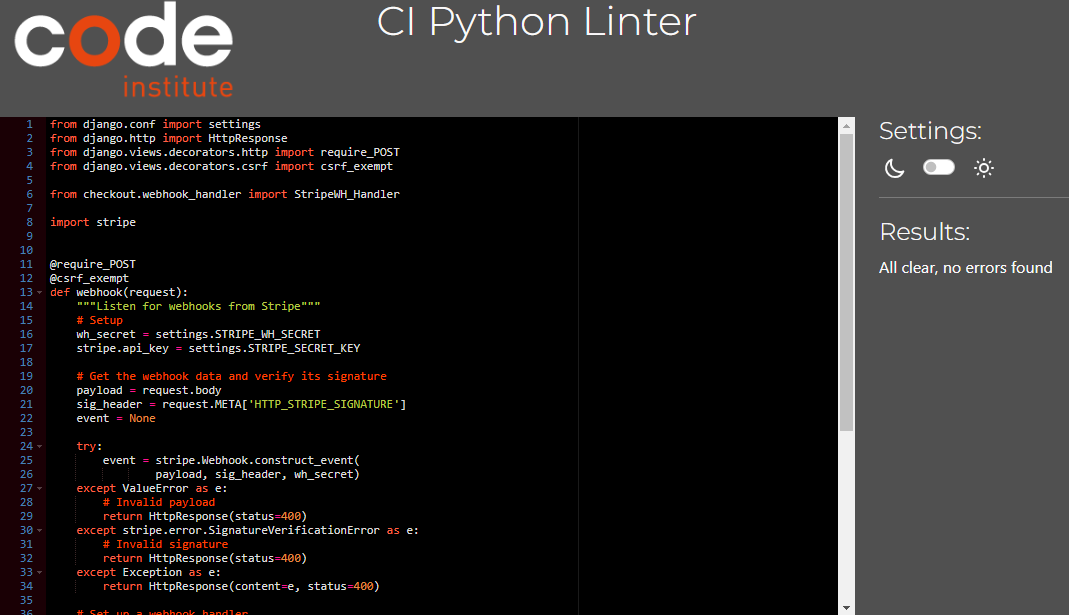 code
institute
CI Python Linter
1 from django.conf import settings
2 from django.http import HttpResponse
3 from django.views.decorators.http import require_POST
4 from django.views.decorators.csrf import csrf_exempt
5
6 from checkout.webhook_handler import StripeWH_Handler
7
8 import stripe
9
10
11 @require_POST
12 @csrf_exempt
13 def webhook(request):
14     """Listen for webhooks from Stripe"""
15     # Setup
16     wh_secret = settings.STRIPE_WH_SECRET
17     stripe.api_key = settings.STRIPE_SECRET_KEY
18
19     # Get the webhook data and verify its signature
20     payload = request.body
21     sig_header = request.META['HTTP_STRIPE_SIGNATURE']
22     event = None
23
24     try:
25         event = stripe.Webhook.construct_event(
26                 payload, sig_header, wh_secret)
27     except ValueError as e:
28         # Invalid payload
29         return HttpResponse(status=400)
30     except stripe.error.SignatureVerificationError as e:
31         # Invalid signature
32         return HttpResponse(status=400)
33     except Exception as e:
34         return HttpResponse(content=e, status=400)
35
36     # Set up a webhook handler
Settings:
Results:
All clear, no errors found